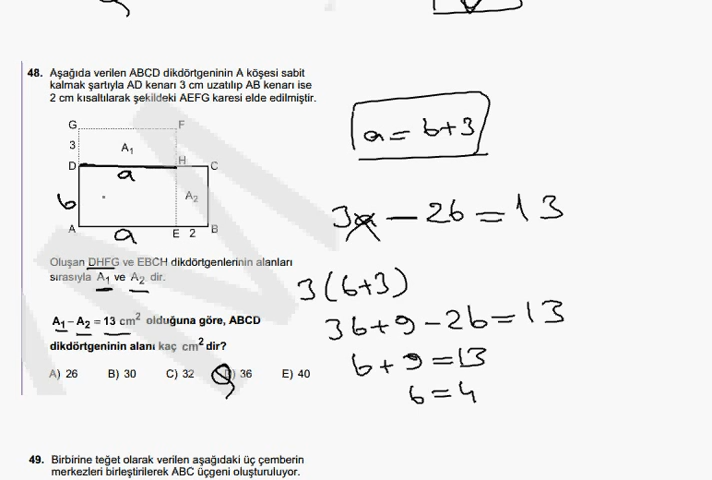 48. Aşağıda verilen ABCD dikdörtgeninin A köşesi sabit
kalmak şartıyla AD kenarı 3 cm uzatılıp AB kenarı ise
2 cm kısaltılarak şekildeki AEFG karesi elde edilmiştir.
G F
3 A₁
D H C
a
b A₂
A E 2 B
a
Oluşan DHFG ve EBCH dikdörtgenlerinin alanları
sırasıyla A₁ ve A₂ dir.
A₁ – A₂ = 13 cm² olduğuna göre, ABCD
dikdörtgeninin alanı kaç cm² dir?
A) 26 B) 30 C) 32 D) 36 E) 40
a = b+3
3a – 2b = 13
3(b+3)
3b+9–2b=13
b+9=13
b=4
49. Birbirine teğet olarak verilen aşağıdaki üç çemberin
merkezleri birleştirilerek ABC üçgeni oluşturuluyor.